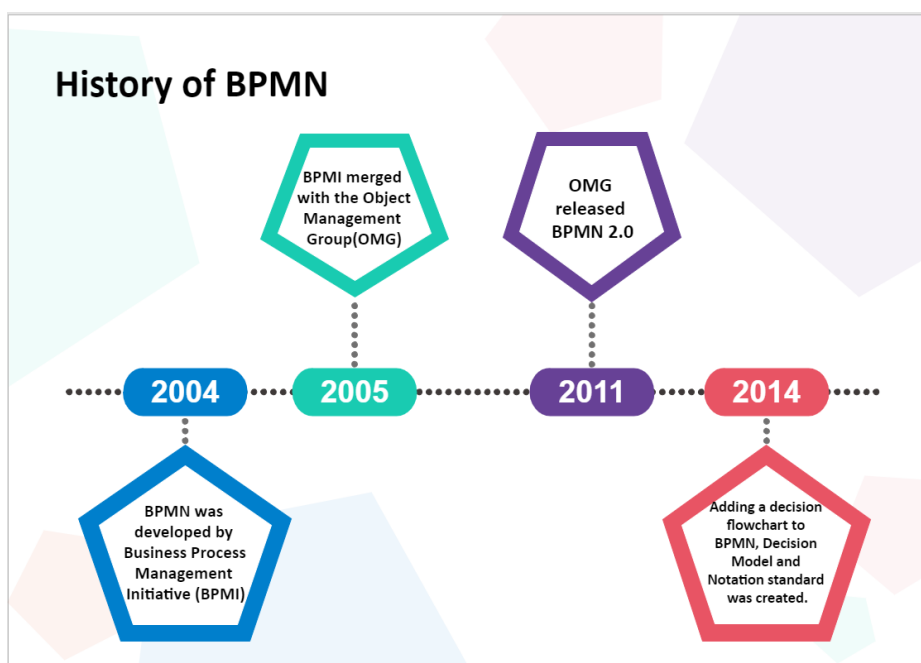 History of BPMN
BPMI merged
with the Object
Management
Group(OMG)
OMG
released
BPMN 2.0
2004
2005
2011
2014
BPMN was
developed by
Business Process
Management
Initiative (BPMI)
Adding a decision
flowchart to
BPMN, Decision
Model and
Notation standard
was created.